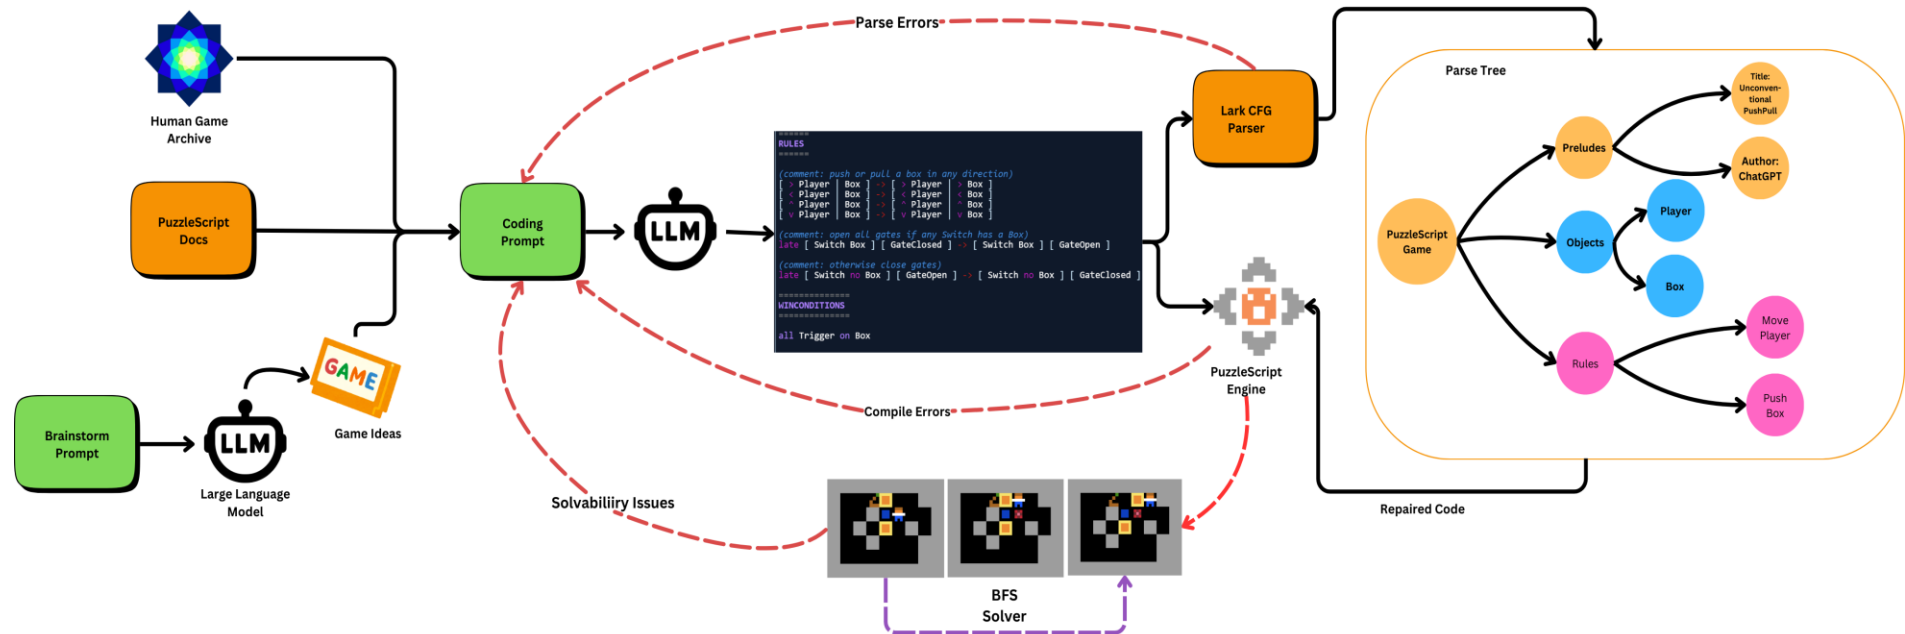 Human Game
Archive
PuzzleScript
Docs
Brainstorm
Prompt
LLM
Large Language
Model
GAME
Game Ideas
Coding
Prompt
LLM
Parse Errors
======
RULES
======
(comment: push or pull a box in any direction)
[ > Player | Box ] -> [ > Player | > Box ]
[ < Player | Box ] -> [ < Player | < Box ]
[ ^ Player | Box ] -> [ ^ Player | ^ Box ]
[ v Player | Box ] -> [ v Player | v Box ]
(comment: open all gates if any Switch has a Box)
late [ Switch Box ] [ GateClosed ] -> [ Switch Box ] [ GateOpen ]
(comment: otherwise close gates)
late [ Switch no Box ] [ GateOpen ] -> [ Switch no Box ] [ GateClosed ]
==============
WINCONDITIONS
==============
all Trigger on Box
Compile Errors
Solvabiliiry Issues
BFS
Solver
Lark CFG
Parser
PuzzleScript
Engine
Parse Tree
PuzzleScript
Game
Preludes
Title:
Unconven-
tional
PushPull
Author:
ChatGPT
Objects
Player
Box
Rules
Move
Player
Push
Box
Repaired Code